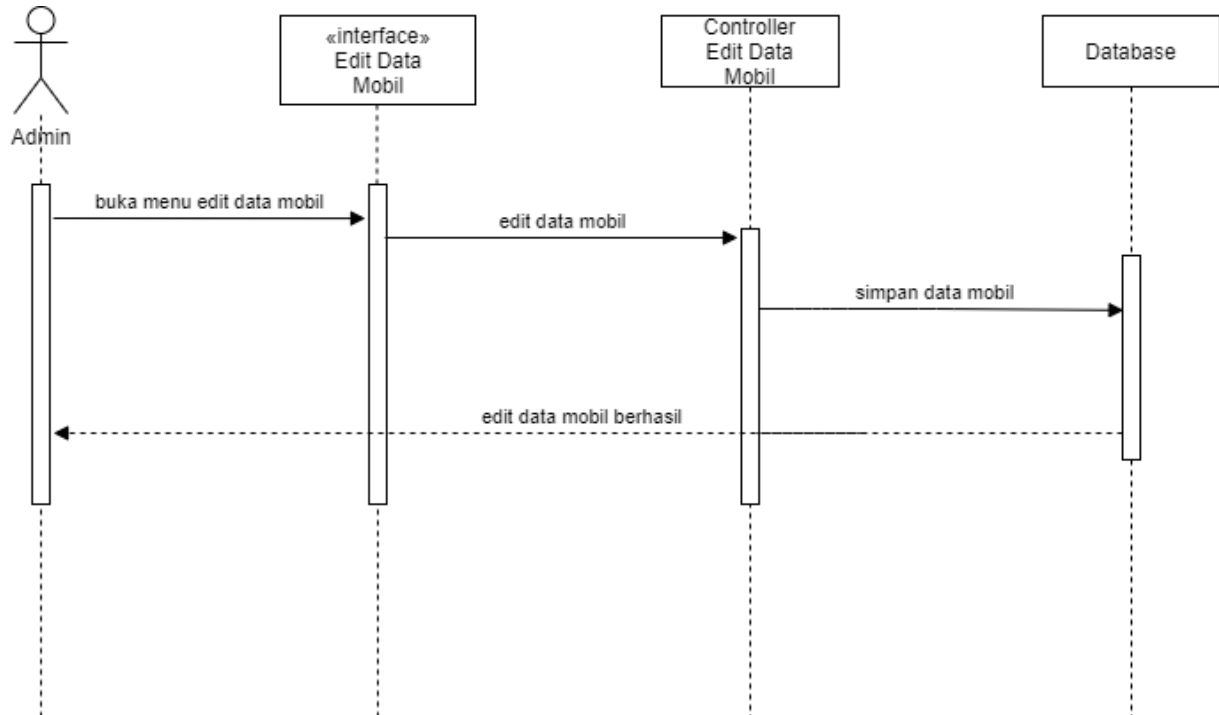 «interface»
Edit Data
Mobil
Controller
Edit Data
Mobil
Database
Admin
buka menu edit data mobil
edit data mobil
simpan data mobil
edit data mobil berhasil